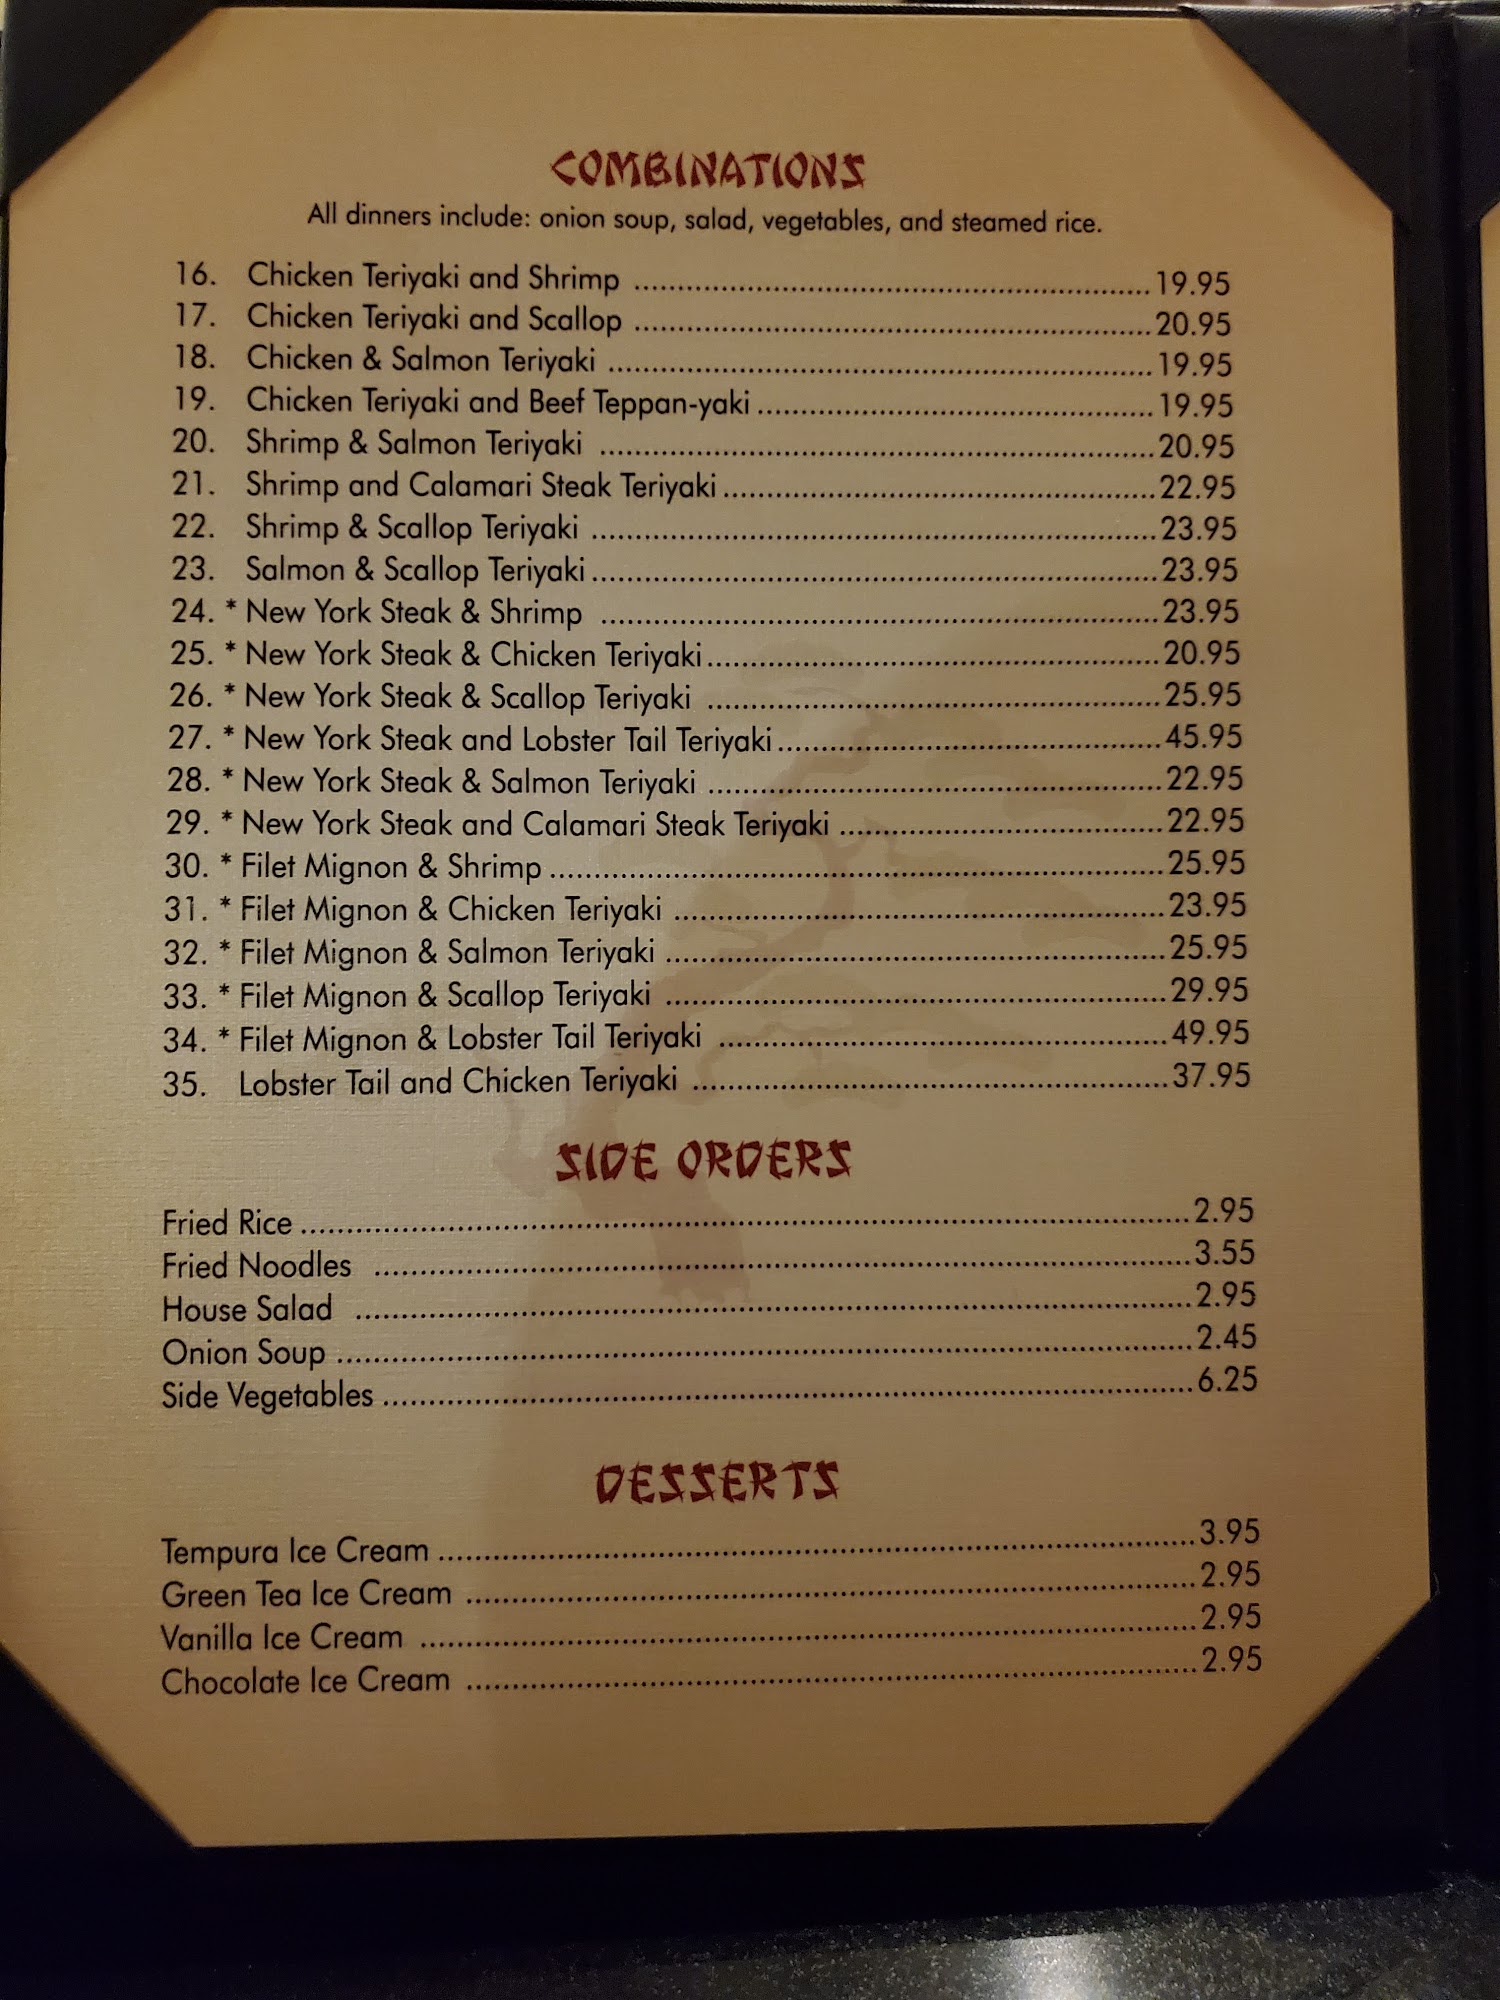 COMBINATIONS
All dinners include: onion soup, salad, vegetables, and steamed rice.
16. Chicken Teriyaki and Shrimp ........ 19.95
17. Chicken Teriyaki and Scallop ........ 20.95
18. Chicken & Salmon Teriyaki ........ 19.95
19. Chicken Teriyaki and Beef Teppan-yaki ........ 19.95
20. Shrimp & Salmon Teriyaki ........ 20.95
21. Shrimp and Calamari Steak Teriyaki ........ 22.95
22. Shrimp & Scallop Teriyaki ........ 23.95
23. Salmon & Scallop Teriyaki ........ 23.95
24. * New York Steak & Shrimp ........ 23.95
25. * New York Steak & Chicken Teriyaki ........ 20.95
26. * New York Steak & Scallop Teriyaki ........ 25.95
27. * New York Steak and Lobster Tail Teriyaki ........ 45.95
28. * New York Steak & Salmon Teriyaki ........ 22.95
29. * New York Steak and Calamari Steak Teriyaki ........ 22.95
30. * Filet Mignon & Shrimp ........ 25.95
31. * Filet Mignon & Chicken Teriyaki ........ 23.95
32. * Filet Mignon & Salmon Teriyaki ........ 25.95
33. * Filet Mignon & Scallop Teriyaki ........ 29.95
34. * Filet Mignon & Lobster Tail Teriyaki ........ 49.95
35. Lobster Tail and Chicken Teriyaki ........ 37.95
SIDE ORDERS
Fried Rice ........ 2.95
Fried Noodles ........ 3.55
House Salad ........ 2.95
Onion Soup ........ 2.45
Side Vegetables ........ 6.25
DESSERTS
Tempura Ice Cream ........ 3.95
Green Tea Ice Cream ........ 2.95
Vanilla Ice Cream ........ 2.95
Chocolate Ice Cream ........ 2.95